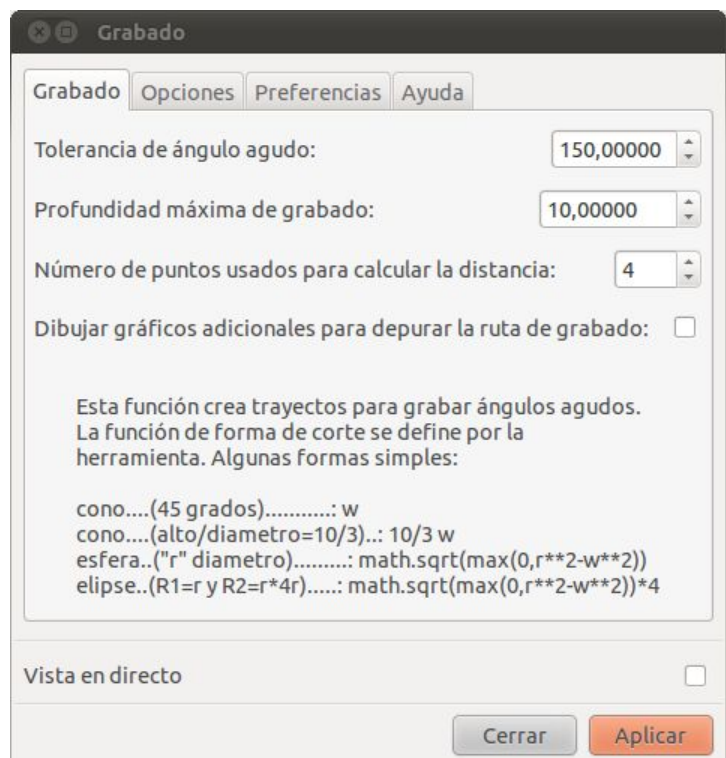 Grabado
Grabado Opciones Preferencias Ayuda
Tolerancia de ángulo agudo: 150,00000
Profundidad máxima de grabado: 10,00000
Número de puntos usados para calcular la distancia: 4
Dibujar gráficos adicionales para depurar la ruta de grabado:
Esta función crea trayectos para grabar ángulos agudos.
La función de forma de corte se define por la
herramienta. Algunas formas simples:
cono....(45 grados)...........: w
cono....(alto/diametro=10/3)..: 10/3 w
esfera..("r" diametro).........: math.sqrt(max(0,r**2-w**2))
elipse..(R1=r y R2=r*4r).....: math.sqrt(max(0,r**2-w**2))*4
Vista en directo
Cerrar Aplicar